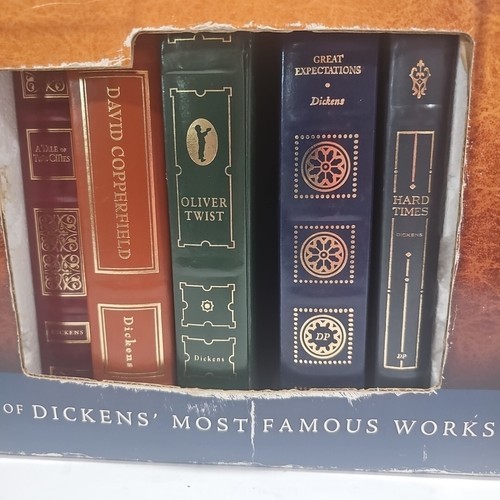 A TALE OF
TWO CITIES
DICKENS
DAVID COPPERFIELD
Dickens
OLIVER
TWIST
Dickens
GREAT
EXPECTATIONS
Dickens
DP
HARD
TIMES
DICKENS
DP
OF DICKENS' MOST FAMOUS WORKS